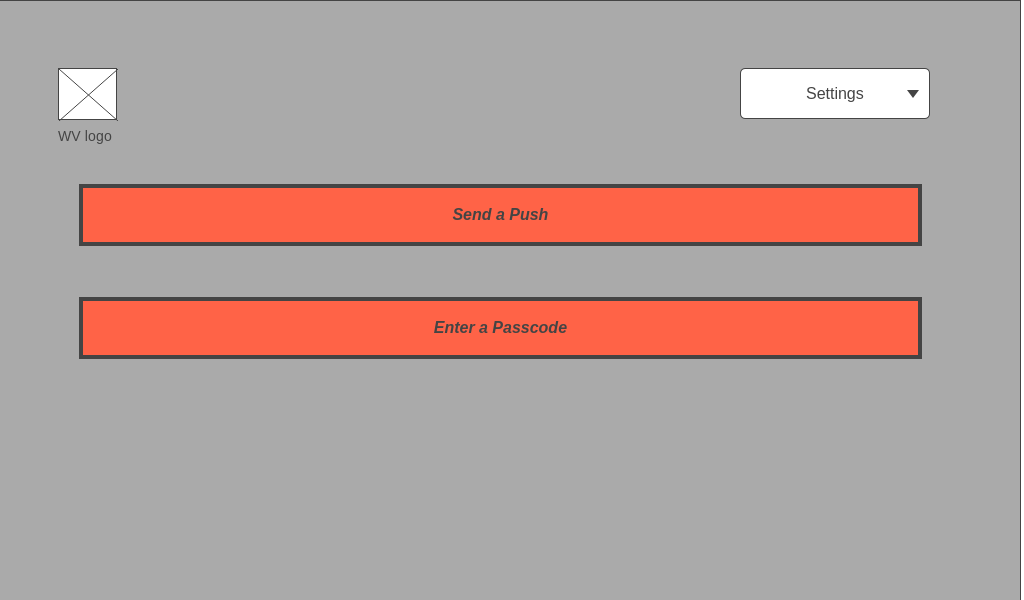 Settings
WV logo
Send a Push
Enter a Passcode